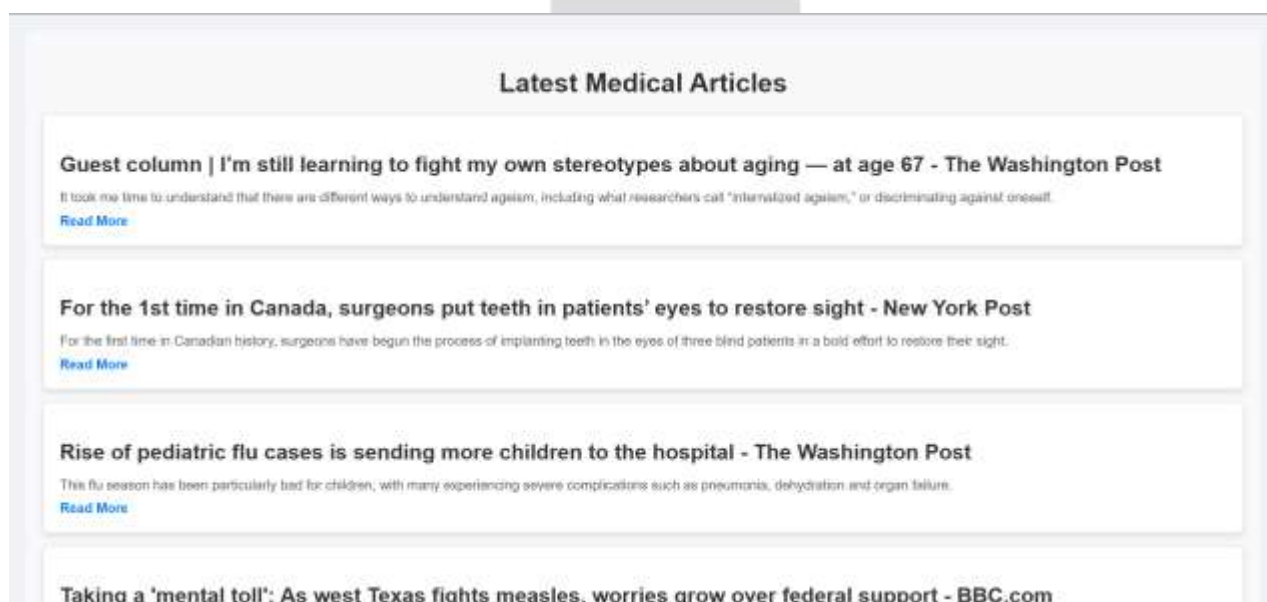 Latest Medical Articles
Guest column | I'm still learning to fight my own stereotypes about aging — at age 67 - The Washington Post
It took me time to understand that there are different ways to understand ageism, including what researchers call "internalized ageism," or discriminating against oneself.
Read More
For the 1st time in Canada, surgeons put teeth in patients' eyes to restore sight - New York Post
For the first time in Canadian history, surgeons have begun the process of implanting teeth in the eyes of three blind patients in a bold effort to restore their sight.
Read More
Rise of pediatric flu cases is sending more children to the hospital - The Washington Post
This flu season has been particularly bad for children, with many experiencing severe complications such as pneumonia, dehydration and organ failure.
Read More
Taking a 'mental toll': As west Texas fights measles, worries grow over federal support - BBC.com